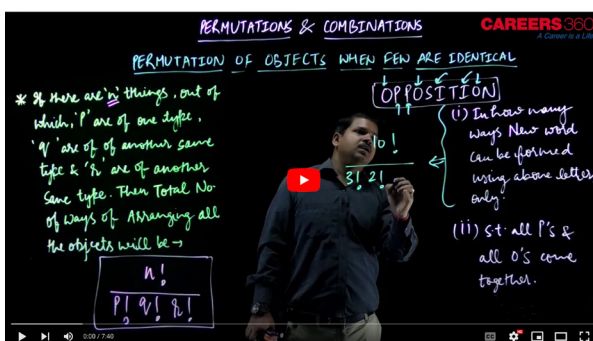 PERMUTATIONS & COMBINATIONS
CAREERS360
A Career is a Life
PERMUTATION OF OBJECTS WHEN FEW ARE IDENTICAL
* If there are 'n' things, out of
which, 'P' are of one type,
'q' are of of another same
type & 'r' are of another
same type. Then Total No
of ways of Arranging all
the objects will be →
n!
P! q! r!
OPPOSITION
10!
3! 2!
(i) In how many
ways New word
can be formed
using above letter
only.
(ii) s.t. all P's &
all O's come
together.
0:00 / 7:40